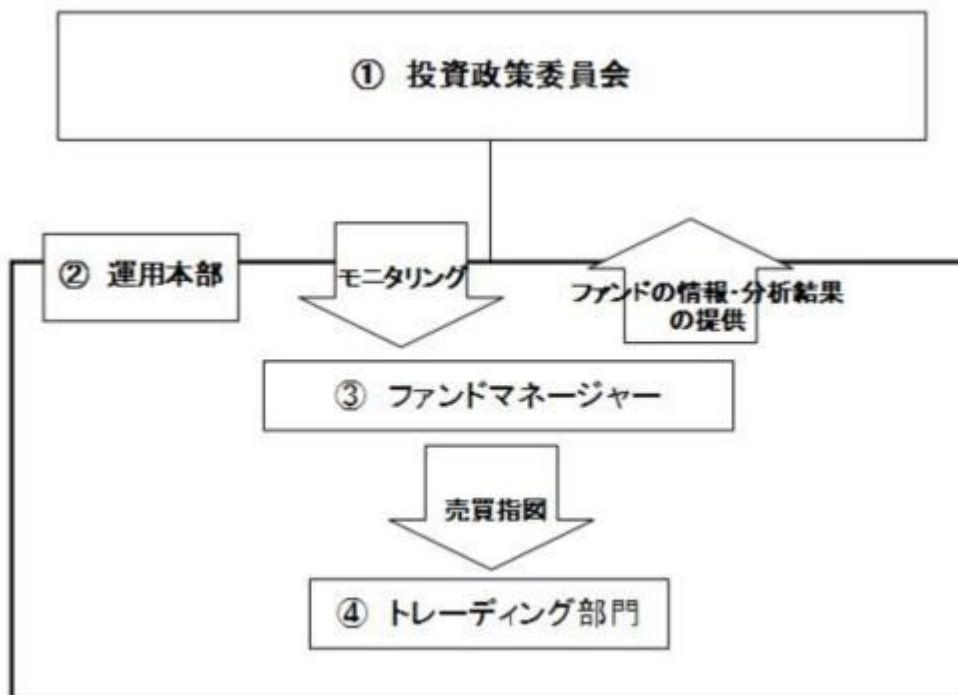 ① 投資政策委員会
② 運用本部
モニタリング
ファンドの情報・分析結果
の提供
③ ファンドマネージャー
売買指図
④ トレーディング部門